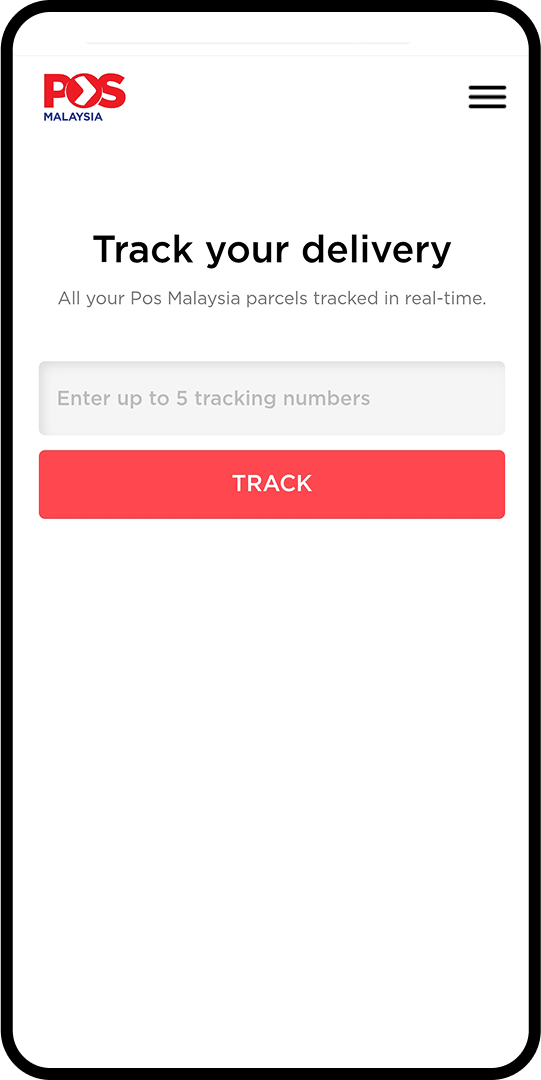 POS
MALAYSIA
Track your delivery
All your Pos Malaysia parcels tracked in real-time.
Enter up to 5 tracking numbers
TRACK